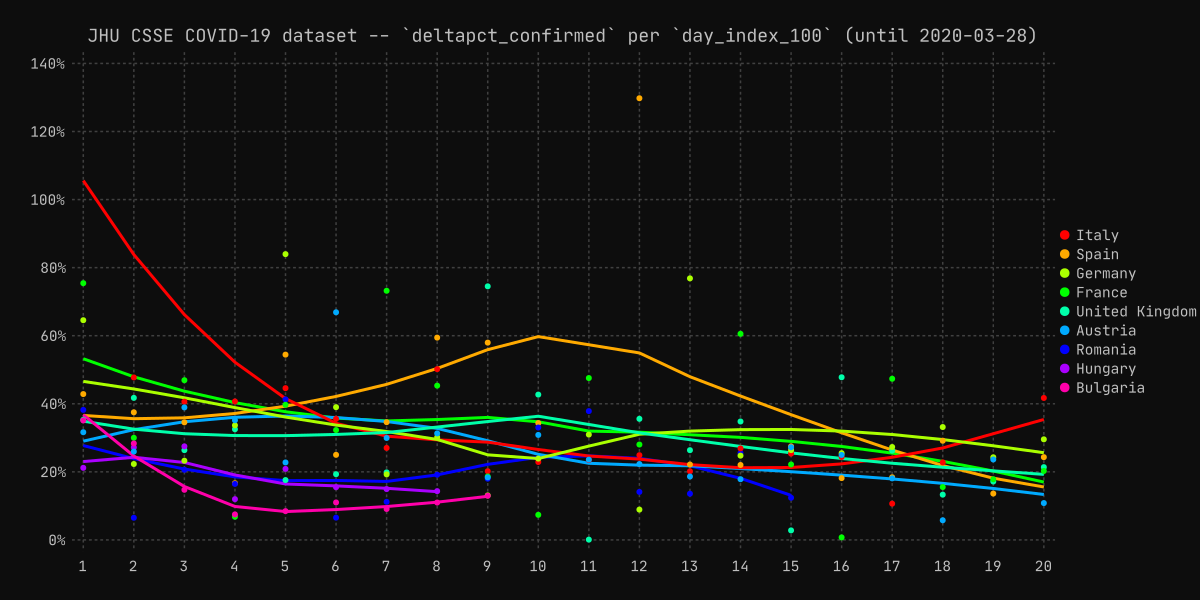 JHU CSSE COVID-19 dataset -- `deltapct_confirmed` per `day_index_100` (until 2020-03-28)
140%
120%
100%
80%
60%
40%
20%
0%
1 2 3 4 5 6 7 8 9 10 11 12 13 14 15 16 17 18 19 20
Italy
Spain
Germany
France
United Kingdom
Austria
Romania
Hungary
Bulgaria